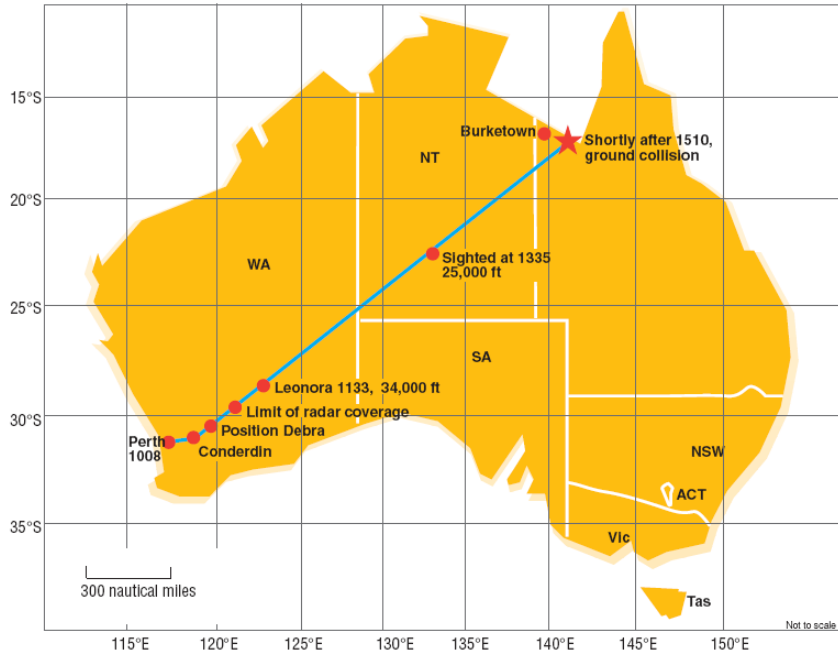 15°S
20°S
25°S
30°S
35°S
Burketown
Shortly after 1510,
ground collision
NT
WA
Sighted at 1335
25,000 ft
SA
Leonora 1133, 34,000 ft
Limit of radar coverage
Position Debra
Perth
1008
Conderdin
NSW
ACT
Vic
300 nautical miles
Tas
Not to scale
115°E
120°E
125°E
130°E
135°E
140°E
145°E
150°E